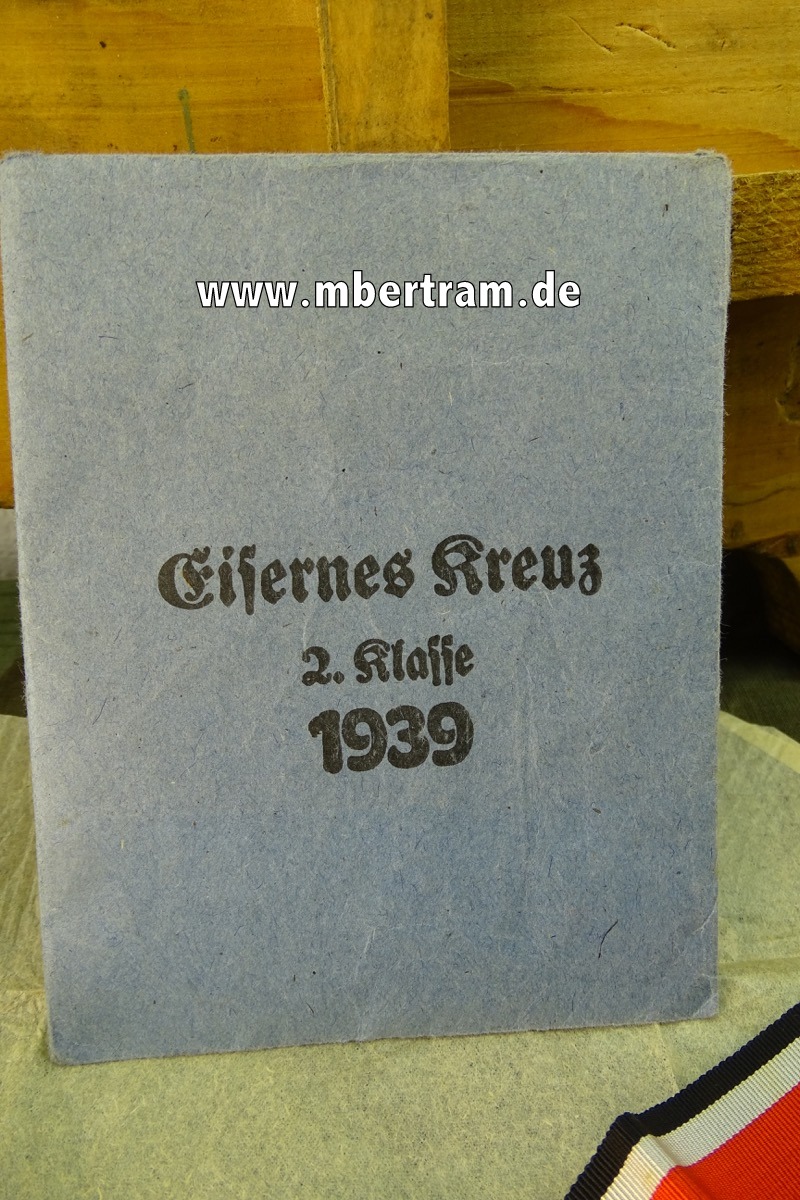 www.mbertram.de
Eiſernes Kreuz
2. Klaſſe
1939